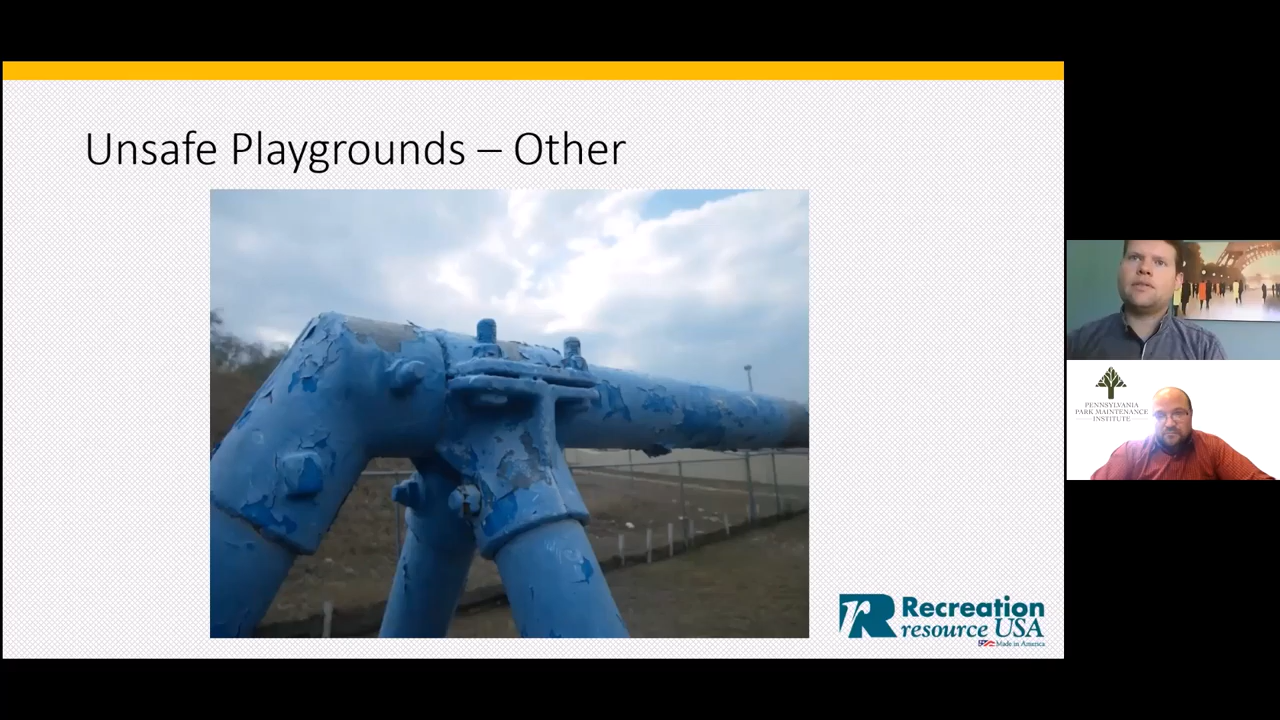 Unsafe Playgrounds – Other
Recreation
resource USA
Made in America
PENNSYLVANIA
PARK MAINTENANCE
INSTITUTE